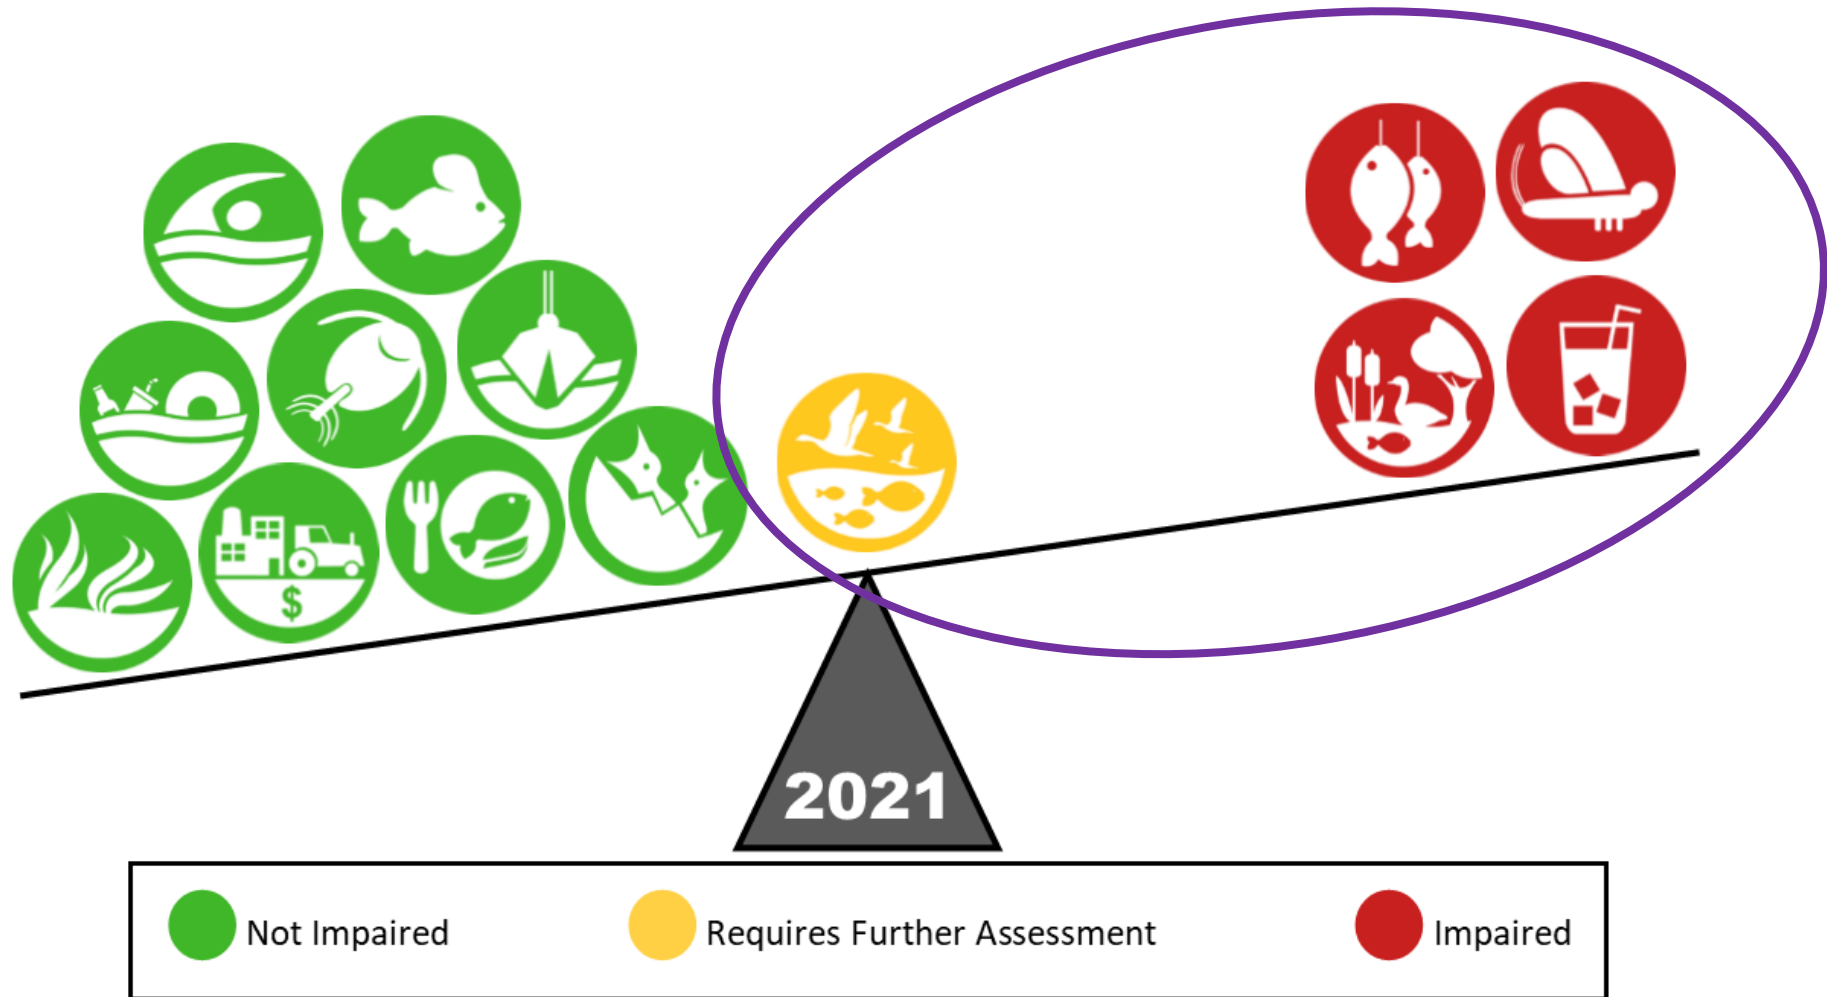 $
2021
Not Impaired
Requires Further Assessment
Impaired